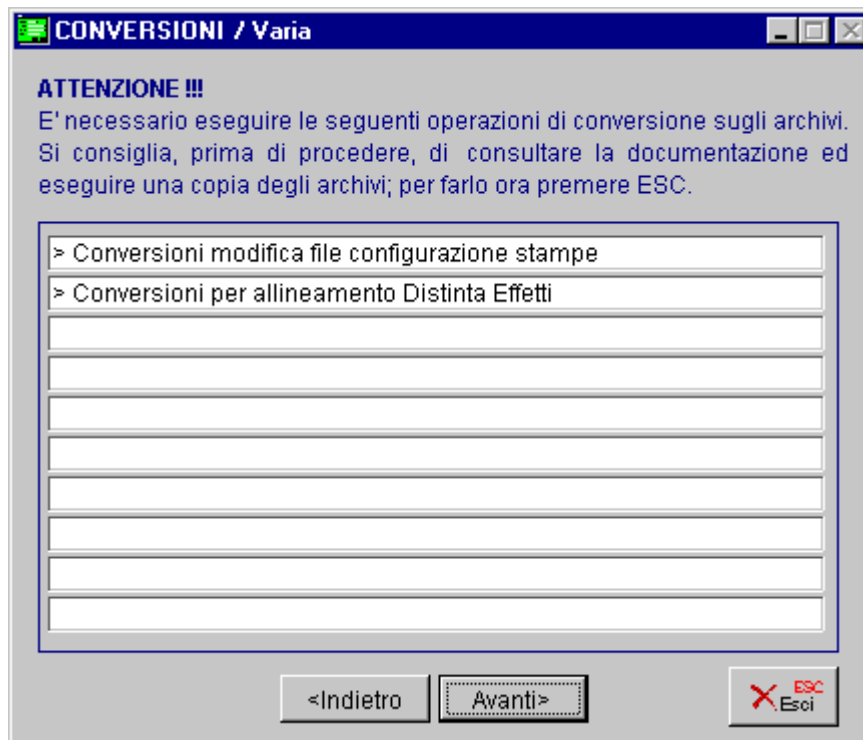 CONVERSIONI / Varia
ATTENZIONE !!!
E' necessario eseguire le seguenti operazioni di conversione sugli archivi.
Si consiglia, prima di procedere, di consultare la documentazione ed
eseguire una copia degli archivi; per farlo ora premere ESC.
> Conversioni modifica file configurazione stampe
> Conversioni per allineamento Distinta Effetti
<Indietro
Avanti>
ESC
Esci